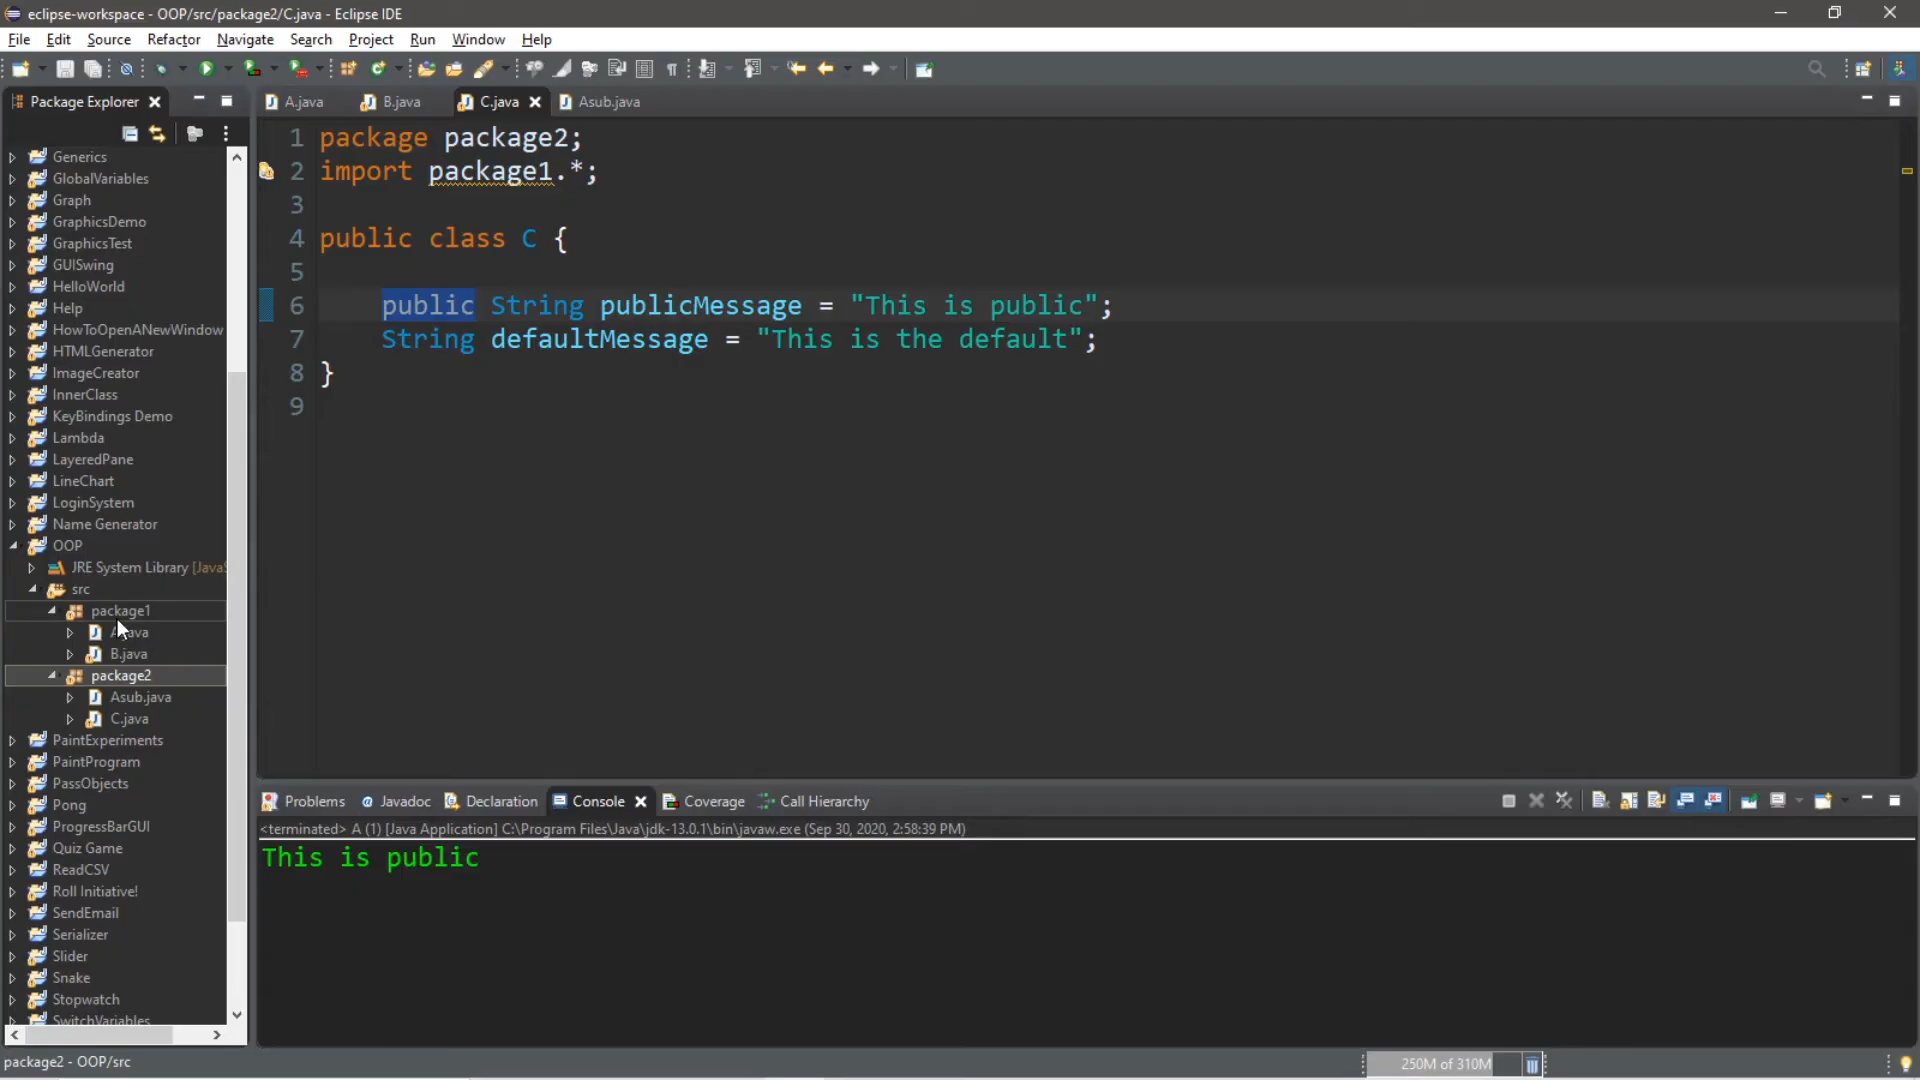 eclipse-workspace - OOP/src/package2/C.java - Eclipse IDE
File Edit Source Refactor Navigate Search Project Run Window Help
Package Explorer
A.java B.java C.java Asub.java
Generics
GlobalVariables
Graph
GraphicsDemo
GraphicsTest
GUISwing
HelloWorld
Help
HowToOpenANewWindow
HTMLGenerator
ImageCreator
InnerClass
KeyBindings Demo
Lambda
LayeredPane
LineChart
LoginSystem
Name Generator
OOP
JRE System Library [JavaS
src
package1
A.java
B.java
package2
Asub.java
C.java
PaintExperiments
PaintProgram
PassObjects
Pong
ProgressBarGUI
Quiz Game
ReadCSV
Roll Initiative!
SendEmail
Serializer
Slider
Snake
Stopwatch
SwitchVariables
1 package package2;
2 import package1.*;
3
4 public class C {
5
6 public String publicMessage = "This is public";
7 String defaultMessage = "This is the default";
8 }
9
Problems Javadoc Declaration Console Coverage Call Hierarchy
<terminated> A (1) [Java Application] C:\Program Files\Java\jdk-13.0.1\bin\javaw.exe (Sep 30, 2020, 2:58:39 PM)
This is public
package2 - OOP/src
250M of 310M